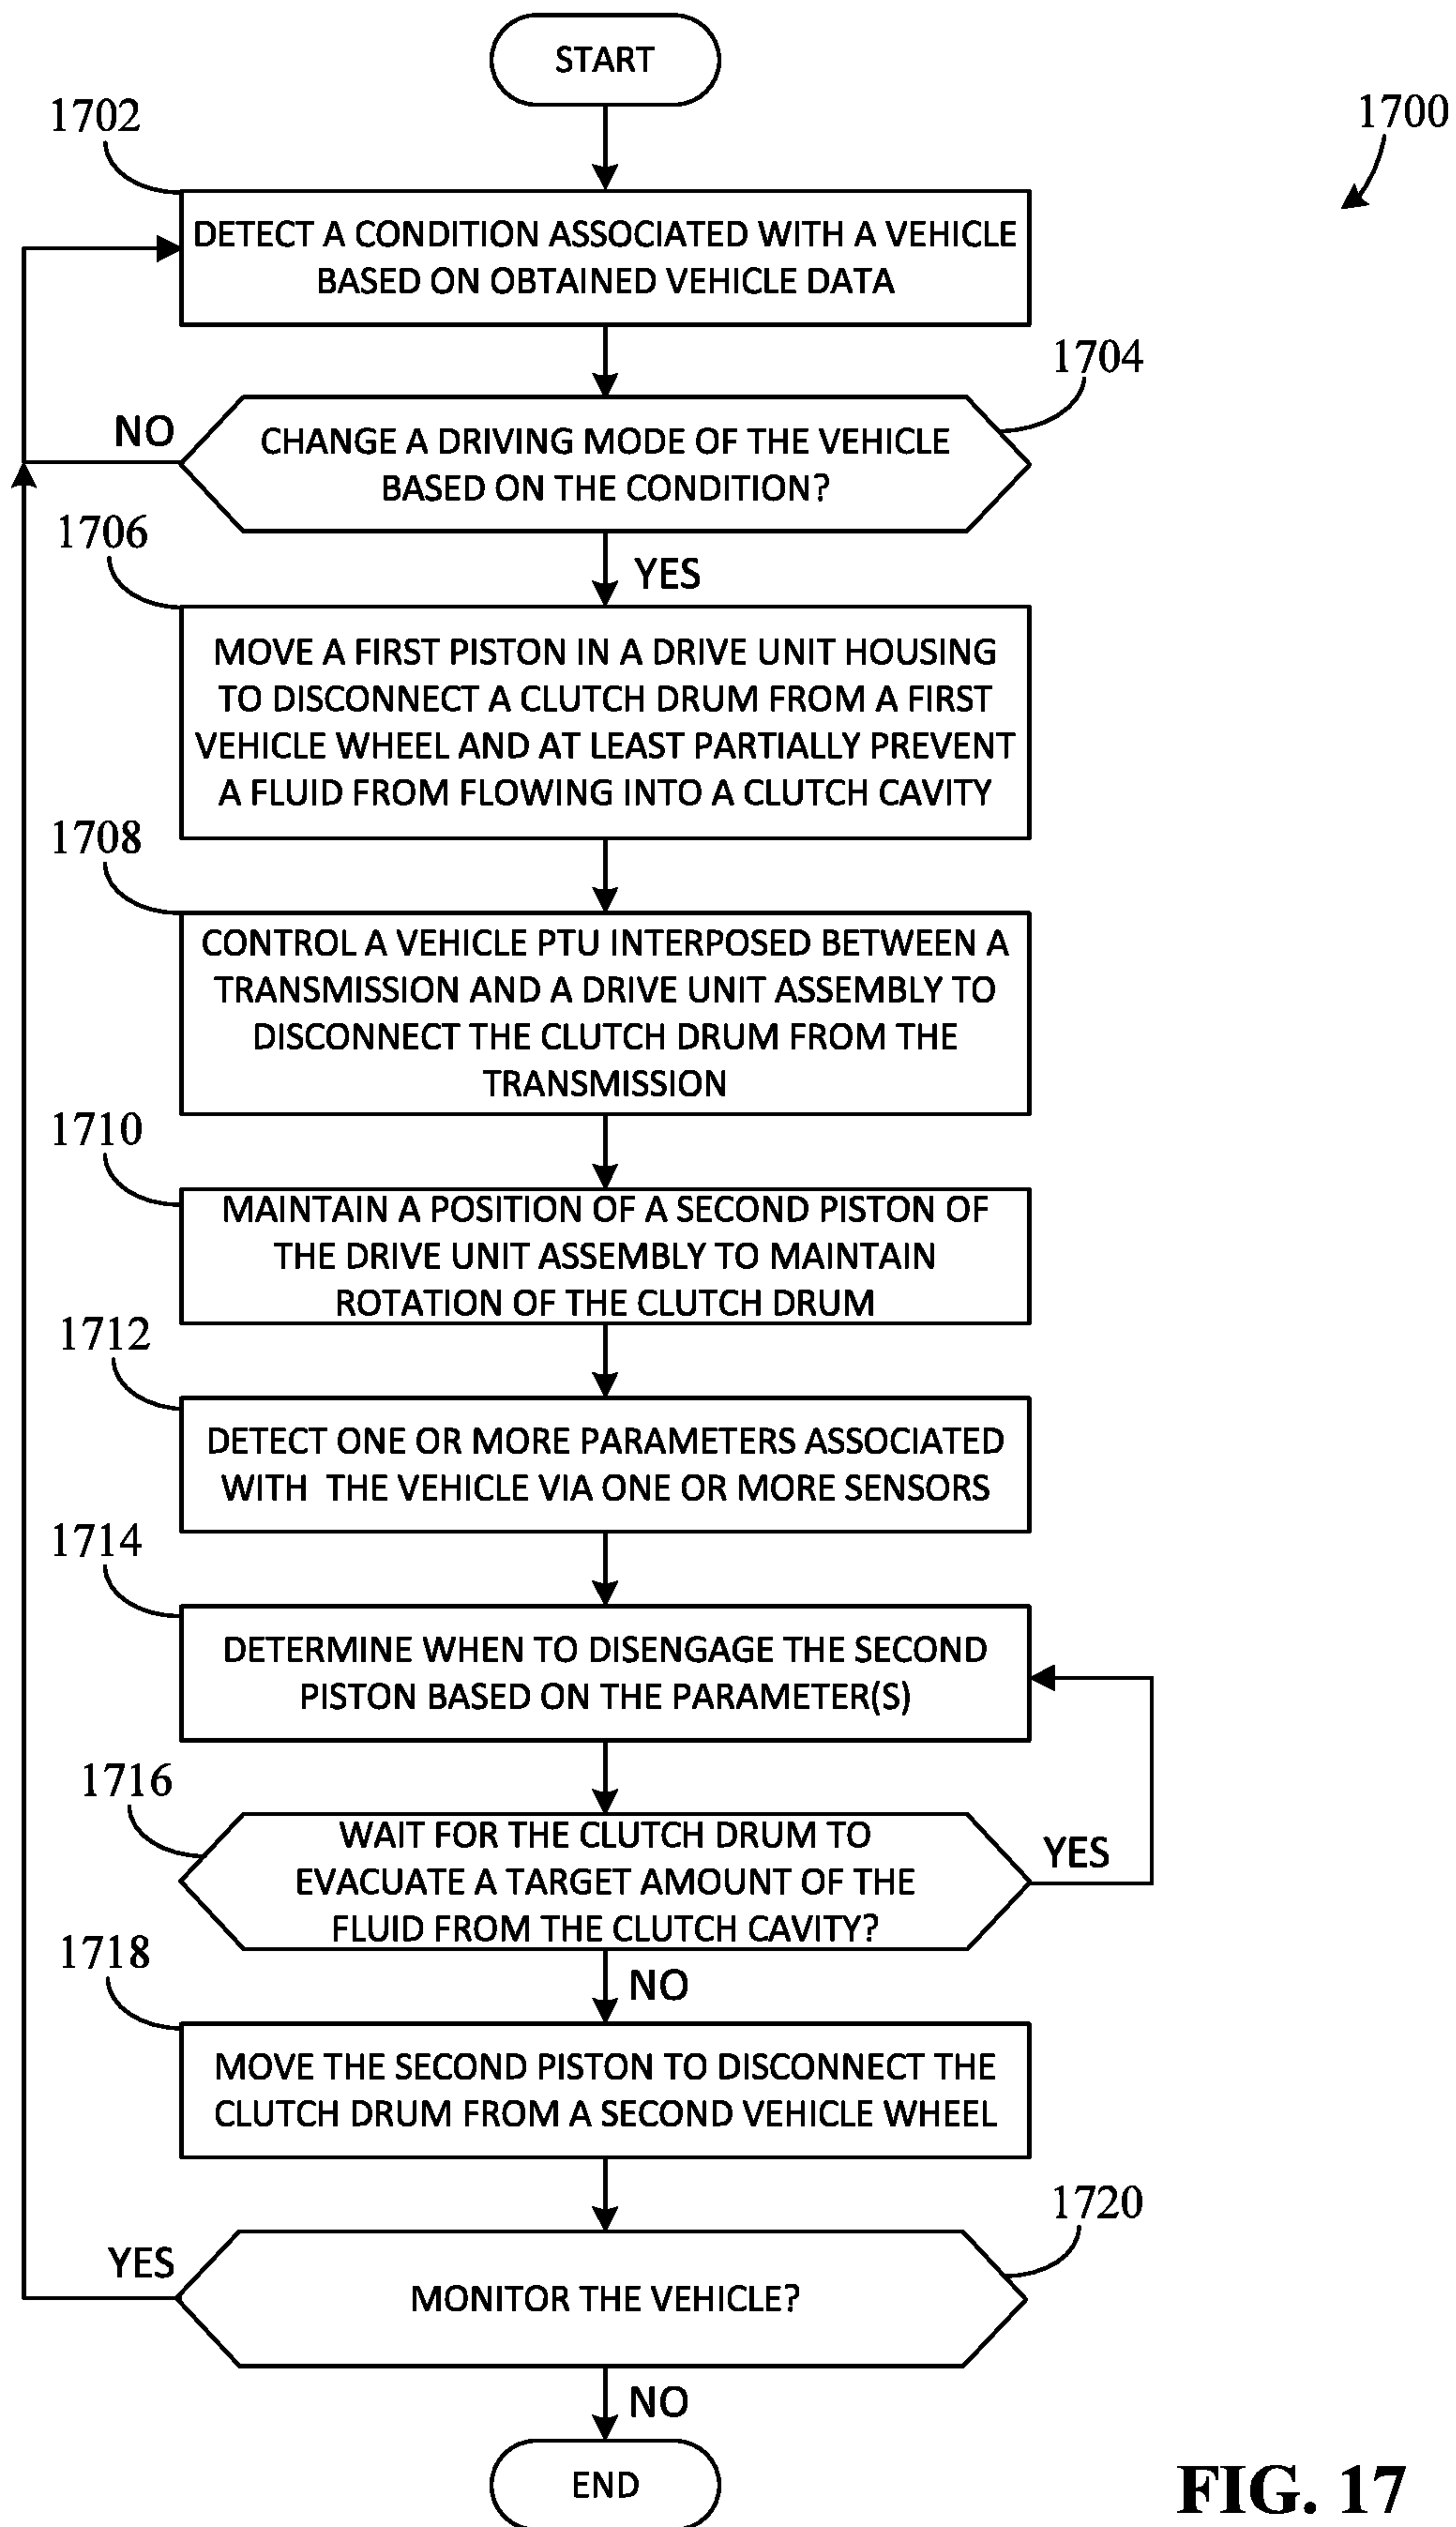 START
1700
1702
DETECT A CONDITION ASSOCIATED WITH A VEHICLE
BASED ON OBTAINED VEHICLE DATA
1704
NO
CHANGE A DRIVING MODE OF THE VEHICLE
BASED ON THE CONDITION?
YES
1706
MOVE A FIRST PISTON IN A DRIVE UNIT HOUSING
TO DISCONNECT A CLUTCH DRUM FROM A FIRST
VEHICLE WHEEL AND AT LEAST PARTIALLY PREVENT
A FLUID FROM FLOWING INTO A CLUTCH CAVITY
1708
CONTROL A VEHICLE PTU INTERPOSED BETWEEN A
TRANSMISSION AND A DRIVE UNIT ASSEMBLY TO
DISCONNECT THE CLUTCH DRUM FROM THE
TRANSMISSION
1710
MAINTAIN A POSITION OF A SECOND PISTON OF
THE DRIVE UNIT ASSEMBLY TO MAINTAIN
ROTATION OF THE CLUTCH DRUM
1712
DETECT ONE OR MORE PARAMETERS ASSOCIATED
WITH THE VEHICLE VIA ONE OR MORE SENSORS
1714
DETERMINE WHEN TO DISENGAGE THE SECOND
PISTON BASED ON THE PARAMETER(S)
1716
WAIT FOR THE CLUTCH DRUM TO
EVACUATE A TARGET AMOUNT OF THE
FLUID FROM THE CLUTCH CAVITY?
YES
NO
1718
MOVE THE SECOND PISTON TO DISCONNECT THE
CLUTCH DRUM FROM A SECOND VEHICLE WHEEL
1720
YES
MONITOR THE VEHICLE?
NO
END
FIG. 17